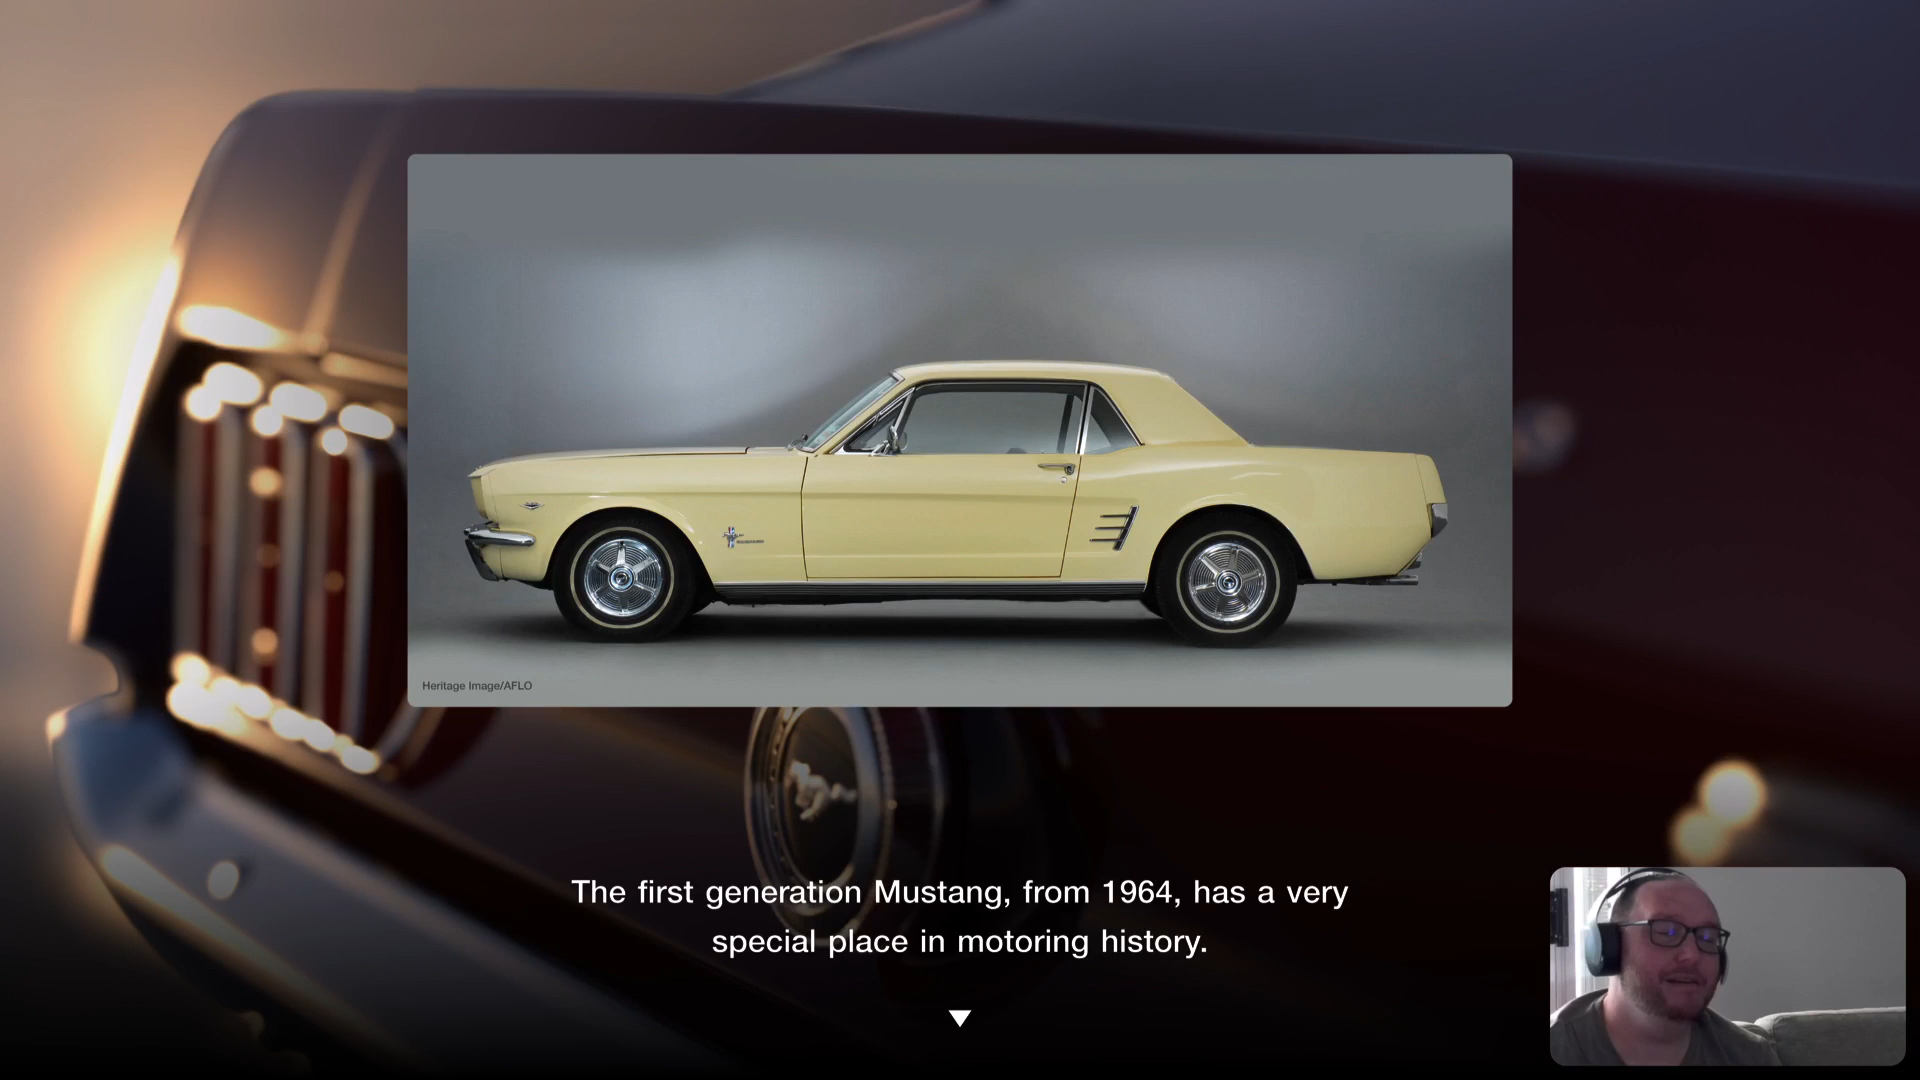 Heritage Image/AFLO
The first generation Mustang, from 1964, has a very
special place in motoring history.